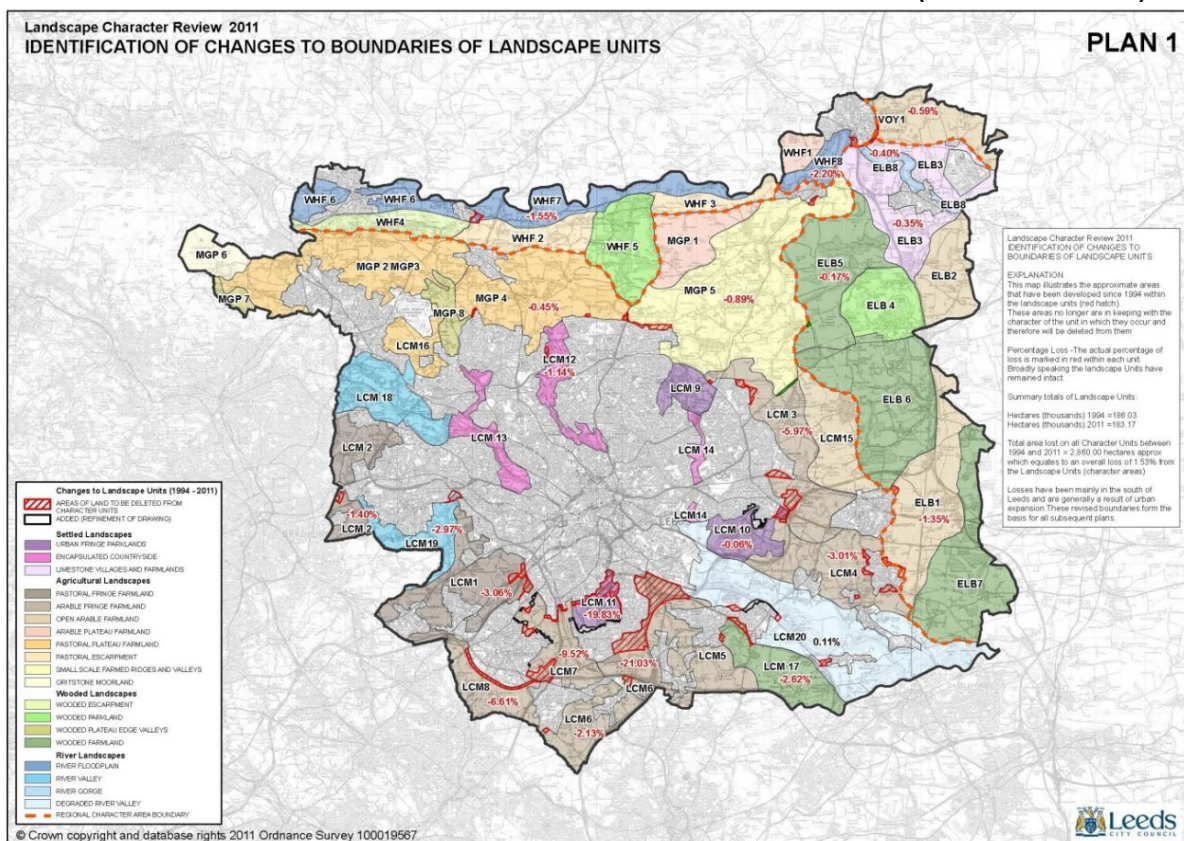 Landscape Character Review 2011
IDENTIFICATION OF CHANGES TO BOUNDARIES OF LANDSCAPE UNITS
PLAN 1
VOY1
-0.59%
WHF1
WHF8
-2.20%
-0.40%
ELB8
ELB3
ELB8
WHF 6
WHF 6
WHF7
-1.55%
WHF4
WHF 2
WHF 5
WHF 3
MGP 1
-0.35%
ELB3
MGP 6
MGP 2 MGP3
ELB5
-0.17%
ELB2
MGP 7
MGP 4
-0.45%
MGP 8
MGP 5
-0.89%
ELB 4
LCM16
LCM12
-1.14%
LCM 18
LCM 9
LCM 3
-5.97%
ELB 6
LCM15
LCM 2
LCM 13
LCM 14
-1.40%
LCM 2
-2.97%
LCM19
LCM14
LCM 10
-0.06%
ELB1
-1.35%
-3.01%
LCM4
LCM1
-3.06%
LCM 11
-19.83%
ELB7
LCM20
0.11%
-9.52%
LCM7
-21.03%
LCM5
LCM 17
-2.62%
LCM8
-6.61%
LCM6
LCM6
-2.13%
Landscape Character Review 2011
IDENTIFICATION OF CHANGES TO
BOUNDARIES OF LANDSCAPE UNITS
EXPLANATION
This map illustrates the approximate areas
that have been developed since 1994 within
the landscape units (red hatch)
These areas no longer are in keeping with the
character of the unit in which they occur and
therefore will be deleted from them
Percentage Loss -The actual percentage of
loss is marked in red within each unit.
Broadly speaking the landscape Units have
remained intact
Summary totals of Landscape Units:
Hectares (thousands) 1994 =186.03
Hectares (thousands) 2011 =183.17
Total area lost on all Character Units between
1994 and 2011 = 2,860.00 hectares approx
which equates to an overall loss of 1.53% from
the Landscape Units (character areas)
Losses have been mainly in the south of
Leeds and are generally a result of urban
expansion.These revised boundaries form the
basis for all subsequent plans.
Changes to Landscape Units (1994 - 2011)
AREAS OF LAND TO BE DELETED FROM
CHARACTER UNITS
ADDED (REFINEMENT OF DRAWING)
Settled Landscapes
URBAN FRINGE PARKLANDS
ENCAPSULATED COUNTRYSIDE
LIMESTONE VILLAGES AND FARMLANDS
Agricultural Landscapes
PASTORAL FRINGE FARMLAND
ARABLE FRINGE FARMLAND
OPEN ARABLE FARMLAND
ARABLE PLATEAU FARMLAND
PASTORAL PLATEAU FARMLAND
PASTORAL ESCARPMENT
SMALL SCALE FARMED RIDGES AND VALLEYS
GRITSTONE MOORLAND
Wooded Landscapes
WOODED ESCARPMENT
WOODED PARKLAND
WOODED PLATEAU EDGE VALLEYS
WOODED FARMLAND
River Landscapes
RIVER FLOODPLAIN
RIVER VALLEY
RIVER GORGE
DEGRADED RIVER VALLEY
REGIONAL CHARACTER AREA BOUNDARY
© Crown copyright and database rights 2011 Ordnance Survey 100019567
Leeds
CITY COUNCIL